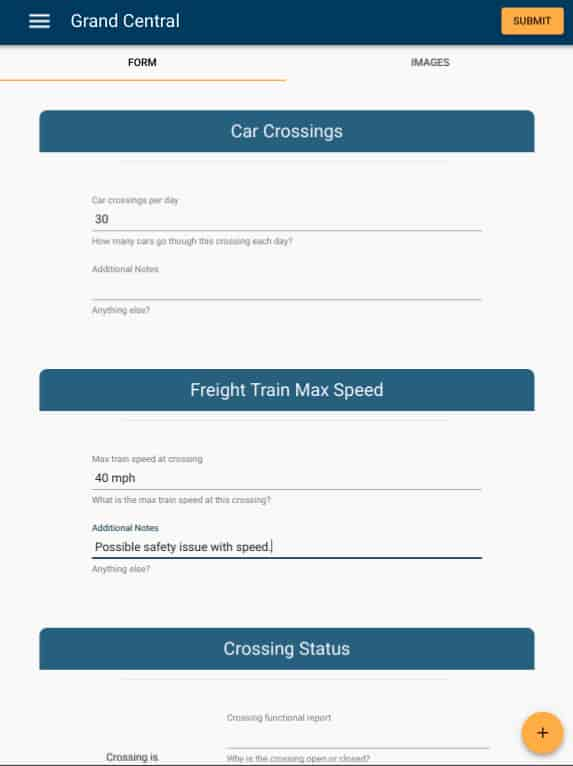 Grand Central
SUBMIT
FORM
IMAGES
Car Crossings
Car crossings per day
30
How many cars go though this crossing each day?
Additional Notes
Anything else?
Freight Train Max Speed
Max train speed at crossing
40 mph
What is the max train speed at this crossing?
Additional Notes
Possible safety issue with speed.
Anything else?
Crossing Status
Crossing functional report
+
Crossing is
Why is the crossing open or closed?